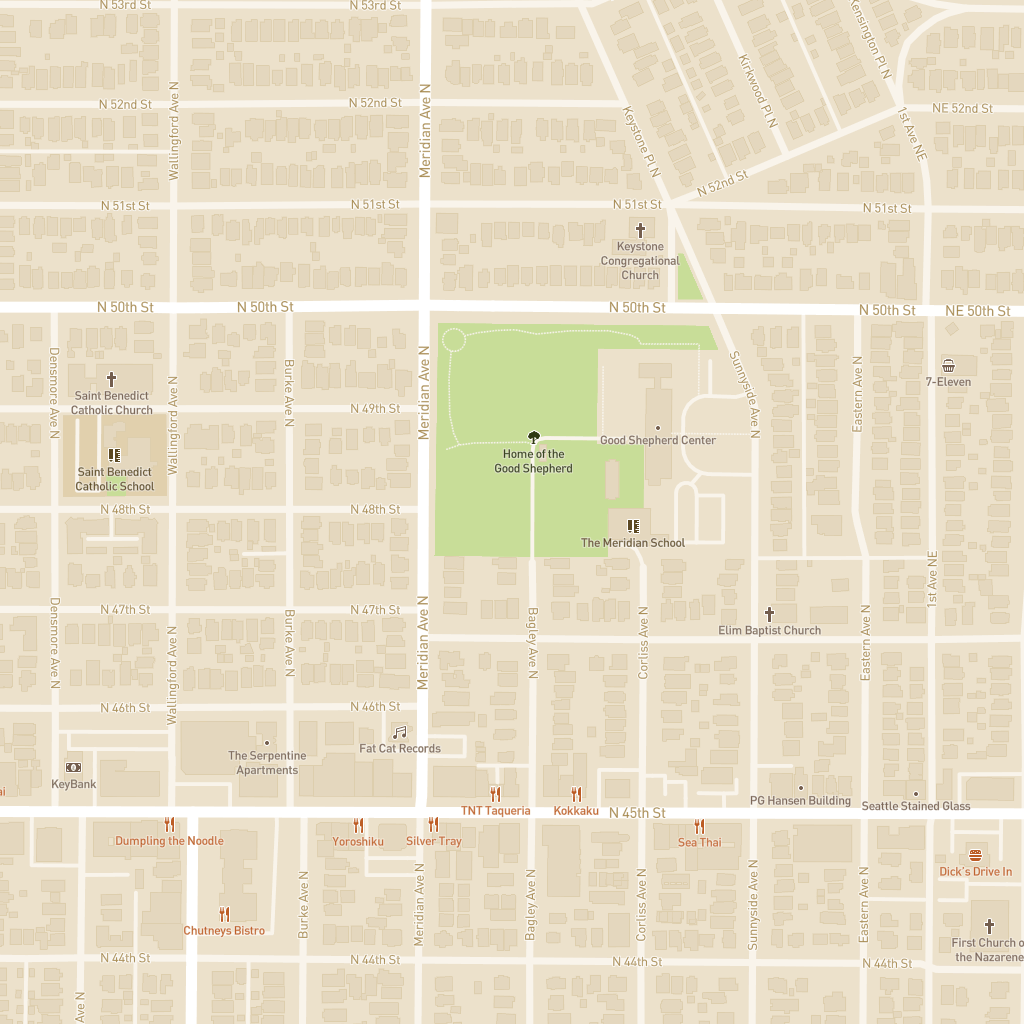 N 53rd St
N 53rd St
Kensington Pl N
Kirkwood Pl N
N 52nd St
N 52nd St
Wallingford Ave N
Meridian Ave N
Keystone Pl N
1st Ave NE
NE 52nd St
N 52nd St
N 51st St
N 51st St
N 51st St
N 51st St
Keystone
Congregational
Church
N 50th St
N 50th St
N 50th St
N 50th St
NE 50th St
Densmore Ave N
Saint Benedict
Catholic Church
Wallingford Ave N
Burke Ave N
Meridian Ave N
Sunnyside Ave N
Eastern Ave N
7-Eleven
N 49th St
Good Shepherd Center
Home of the
Good Shepherd
Saint Benedict
Catholic School
N 48th St
N 48th St
The Meridian School
1st Ave NE
N 47th St
N 47th St
Densmore Ave N
Wallingford Ave N
Burke Ave N
Meridian Ave N
Bagley Ave N
Corliss Ave N
Elim Baptist Church
Eastern Ave N
N 46th St
N 46th St
Fat Cat Records
The Serpentine
Apartments
KeyBank
ai
TNT Taqueria
Kokkaku
N 45th St
PG Hansen Building
Seattle Stained Glass
Dumpling the Noodle
Yoroshiku
Silver Tray
Sea Thai
Dick's Drive In
Burke Ave N
Meridian Ave N
Bagley Ave N
Corliss Ave N
Sunnyside Ave N
Eastern Ave N
Chutneys Bistro
First Church o
the Nazarene
N 44th St
N 44th St
N 44th St
N 44th St
Ave N